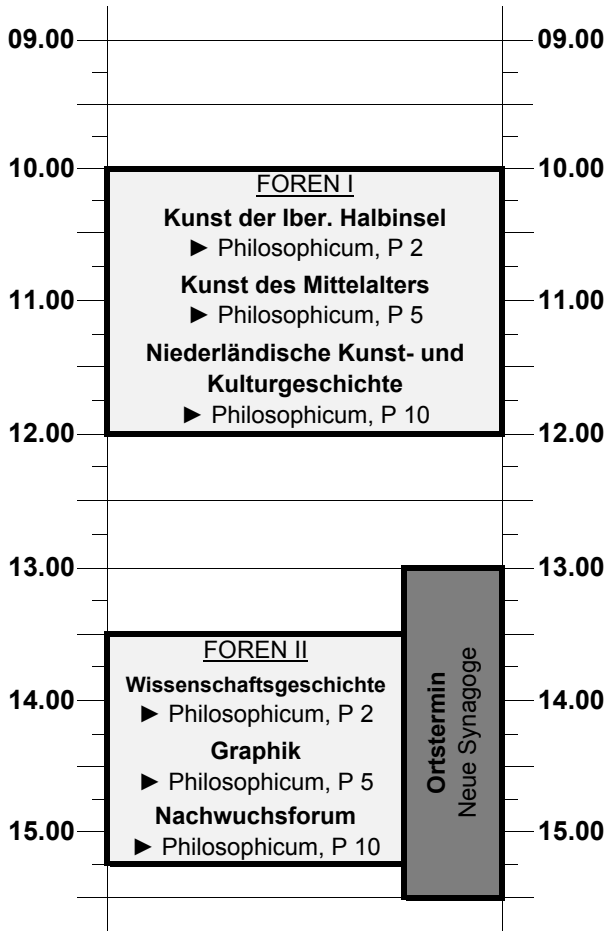 09.00 09.00
10.00 10.00
FOREN I
Kunst der Iber. Halbinsel
► Philosophicum, P 2
Kunst des Mittelalters
11.00 11.00
► Philosophicum, P 5
Niederländische Kunst- und
Kulturgeschichte
► Philosophicum, P 10
12.00 12.00
13.00 13.00
FOREN II
Wissenschaftsgeschichte
14.00 14.00
► Philosophicum, P 2
Graphik
► Philosophicum, P 5
Nachwuchsforum
15.00 15.00
► Philosophicum, P 10
Ortstermin
Neue Synagoge